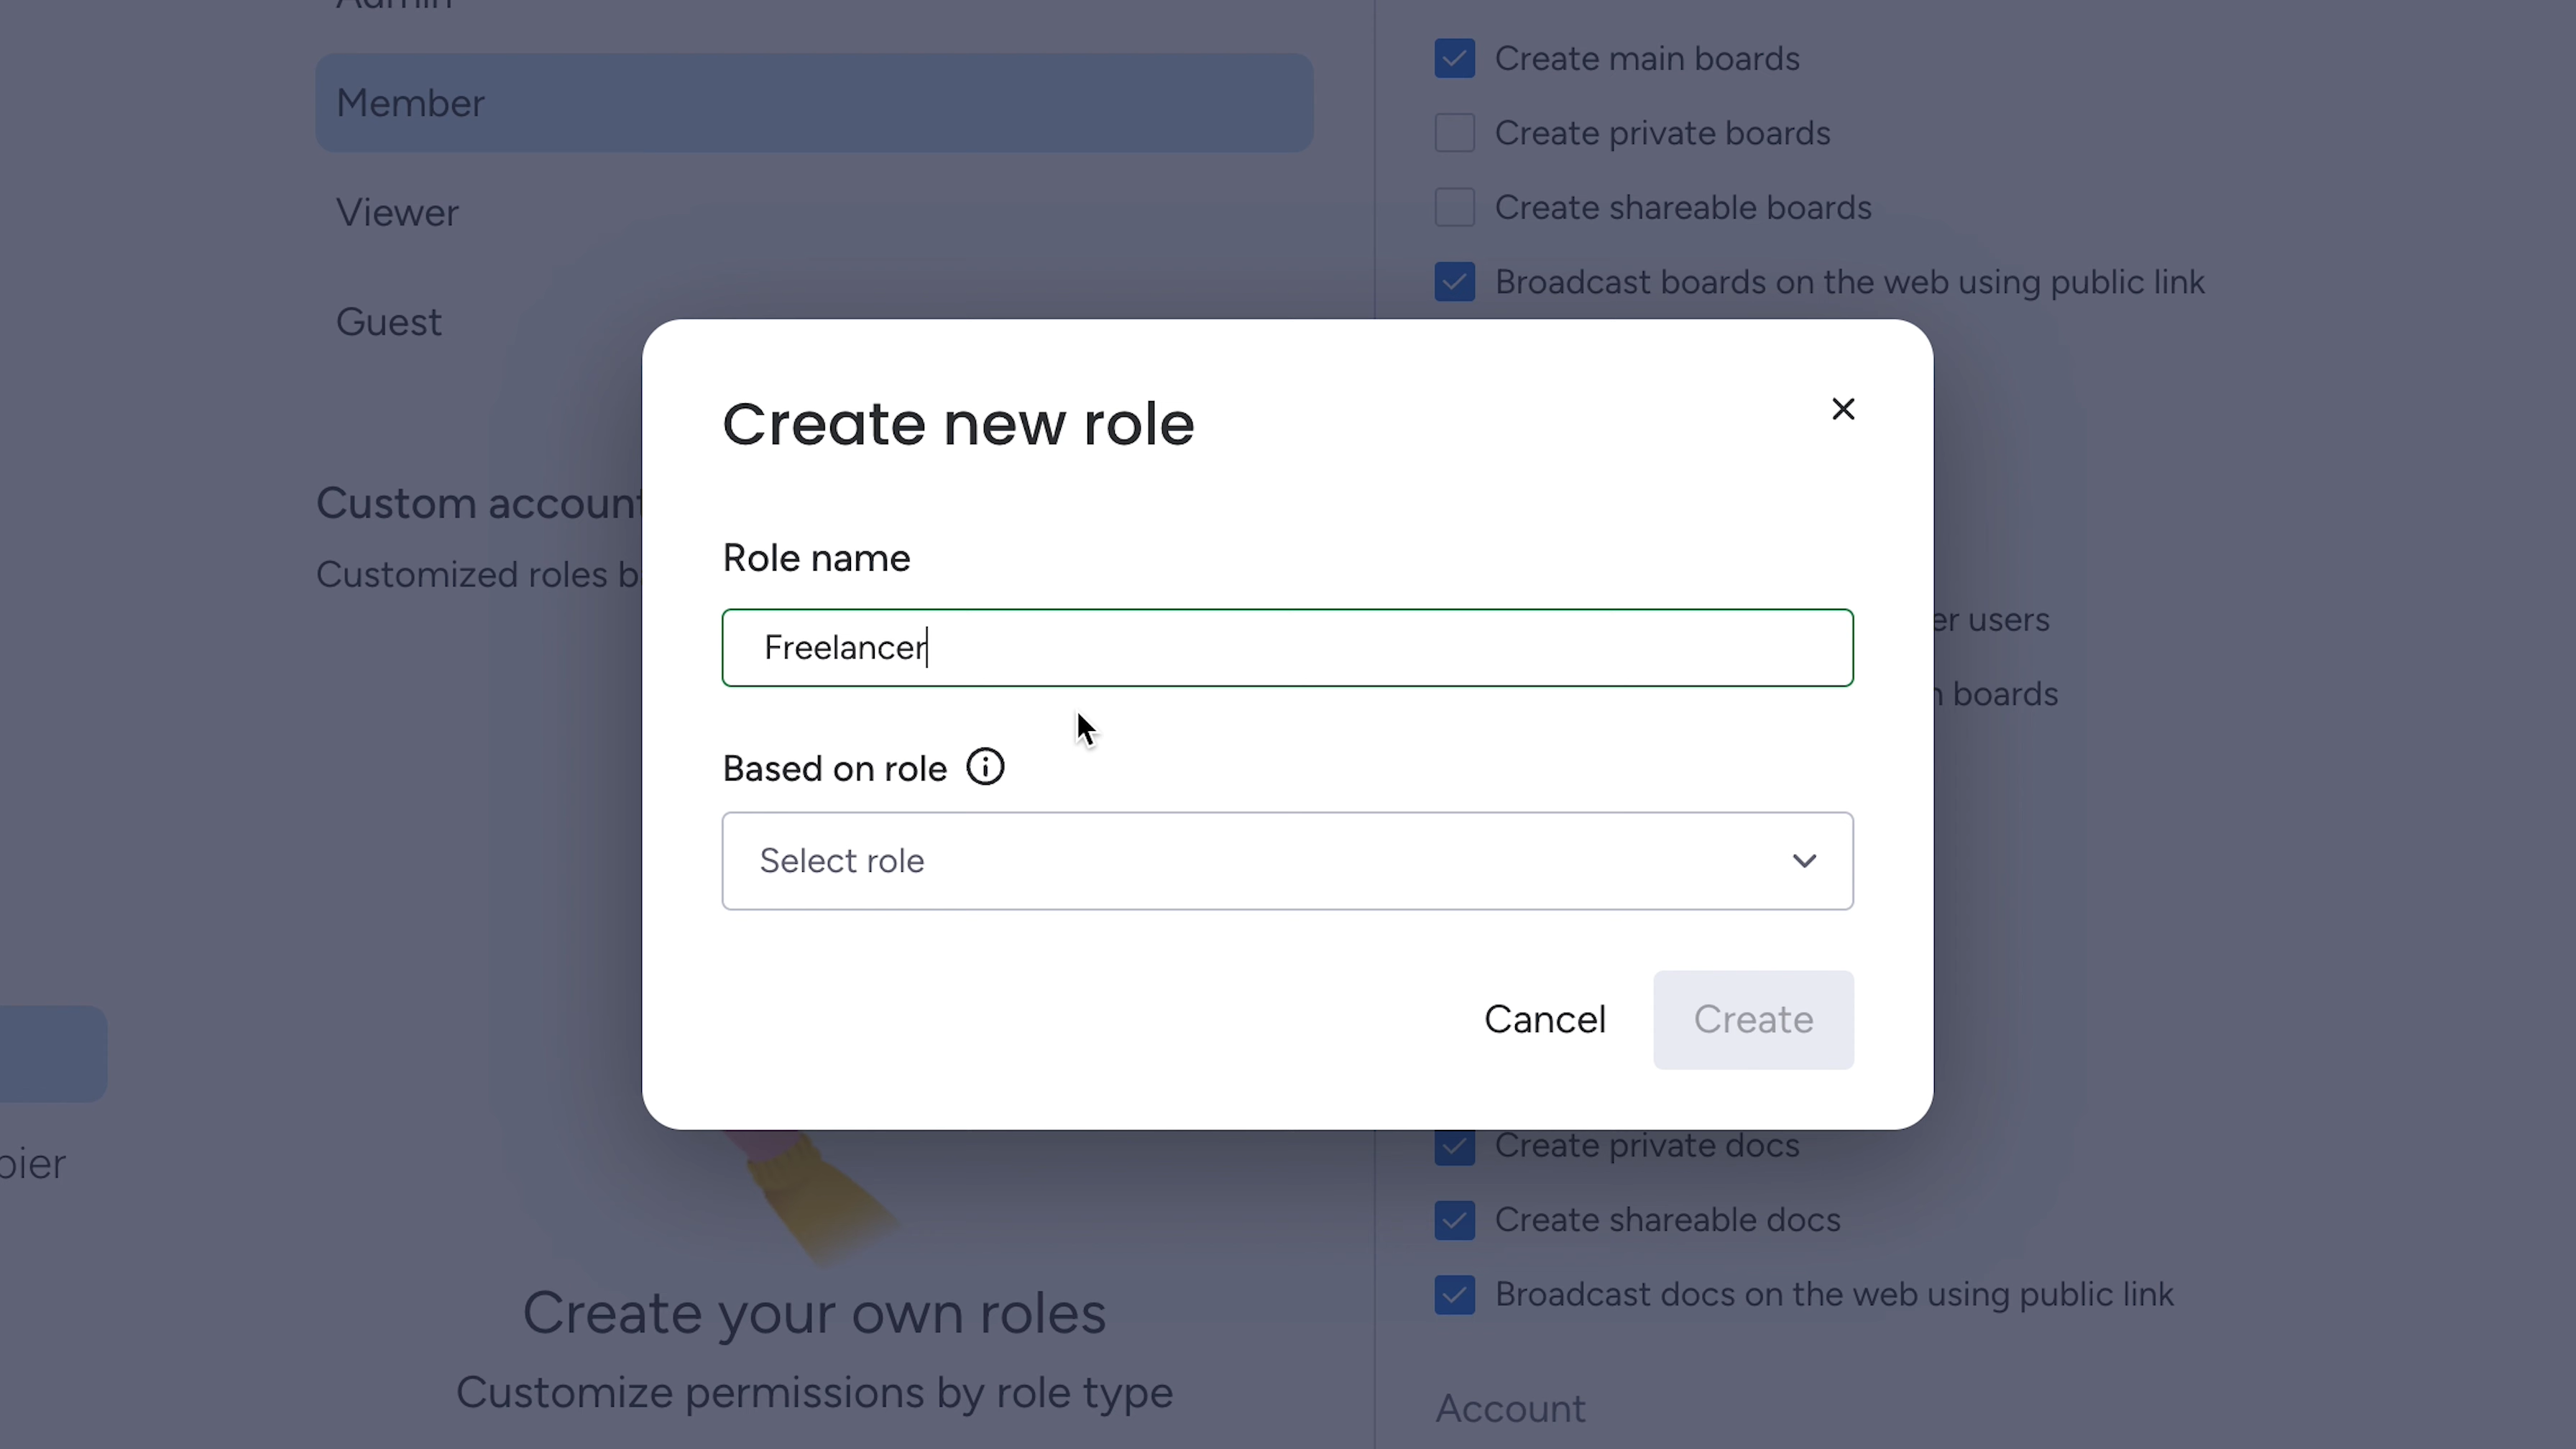 Admin
Member
Viewer
Guest
Custom account
Customized roles b
pier
Create your own roles
Customize permissions by role type
Create main boards
Create private boards
Create shareable boards
Broadcast boards on the web using public link
er users
boards
Create private docs
Create shareable docs
Broadcast docs on the web using public link
Account
Create new role
Role name
Freelancer
Based on role
Select role
Cancel
Create